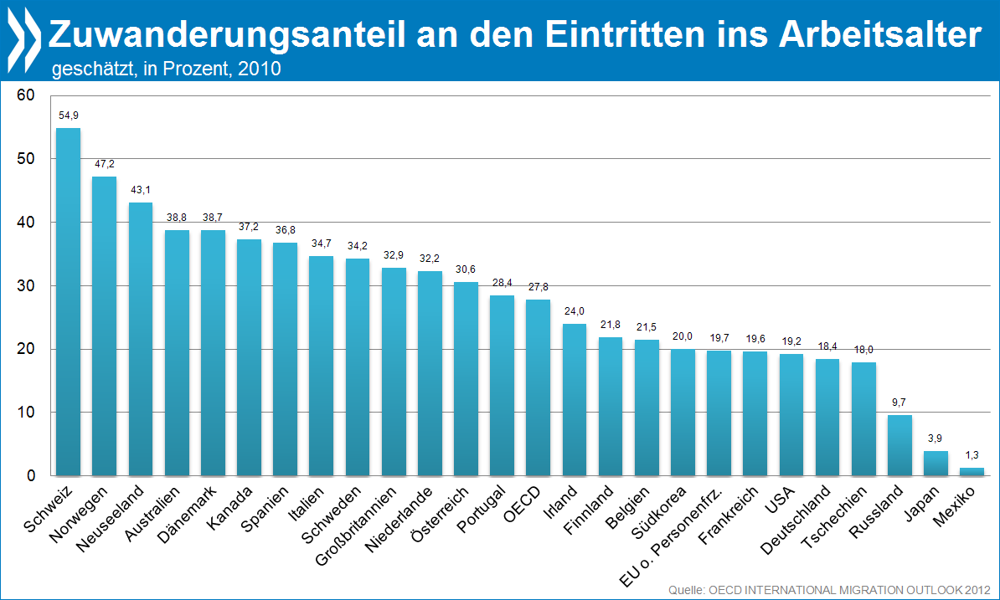 Zuwanderungsanteil an den Eintritten ins Arbeitsalter
geschätzt, in Prozent, 2010
60
50
40
30
20
10
0
54,9
47,2
43,1
38,8
38,7
37,2
36,8
34,7
34,2
32,9
32,2
30,6
28,4
27,8
24,0
21,8
21,5
20,0
19,7
19,6
19,2
18,4
18,0
9,7
3,9
1,3
Schweiz
Norwegen
Neuseeland
Australien
Dänemark
Kanada
Spanien
Italien
Schweden
Großbritannien
Niederlande
Österreich
Portugal
OECD
Irland
Finnland
Belgien
Südkorea
EU o. Personenfrz.
Frankreich
USA
Deutschland
Tschechien
Russland
Japan
Mexiko
Quelle: OECD INTERNATIONAL MIGRATION OUTLOOK 2012